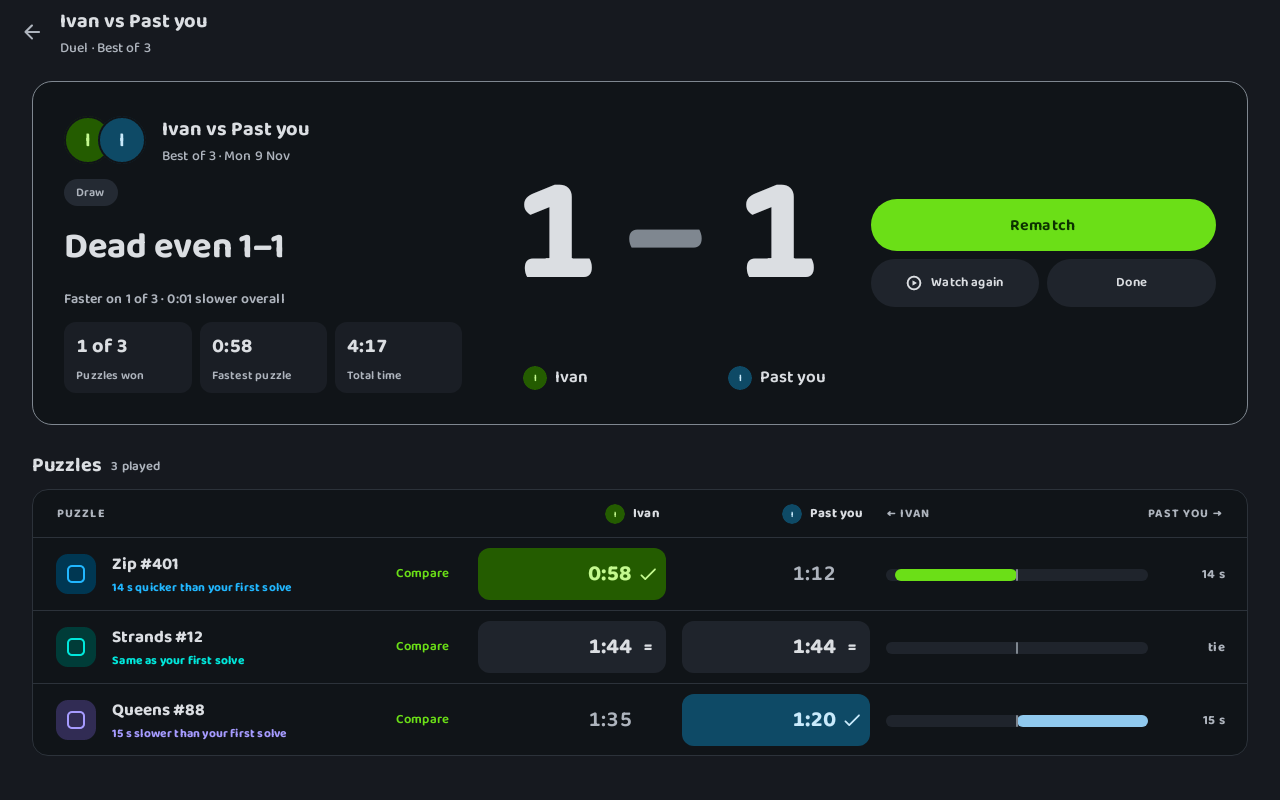 Ivan vs Past you
Duel · Best of 3
I I
Ivan vs Past you
Best of 3 · Mon 9 Nov
Draw
Dead even 1–1
Faster on 1 of 3 · 0:01 slower overall
1 of 3
Puzzles won
0:58
Fastest puzzle
4:17
Total time
1 – 1
I Ivan
I Past you
Rematch
Watch again
Done
Puzzles 3 played
PUZZLE I Ivan I Past you ← IVAN PAST YOU →
Zip #401
14 s quicker than your first solve
Compare 0:58 ✓ 1:12 14 s
Strands #12
Same as your first solve
Compare 1:44 = 1:44 = tie
Queens #88
15 s slower than your first solve
Compare 1:35 1:20 ✓ 15 s